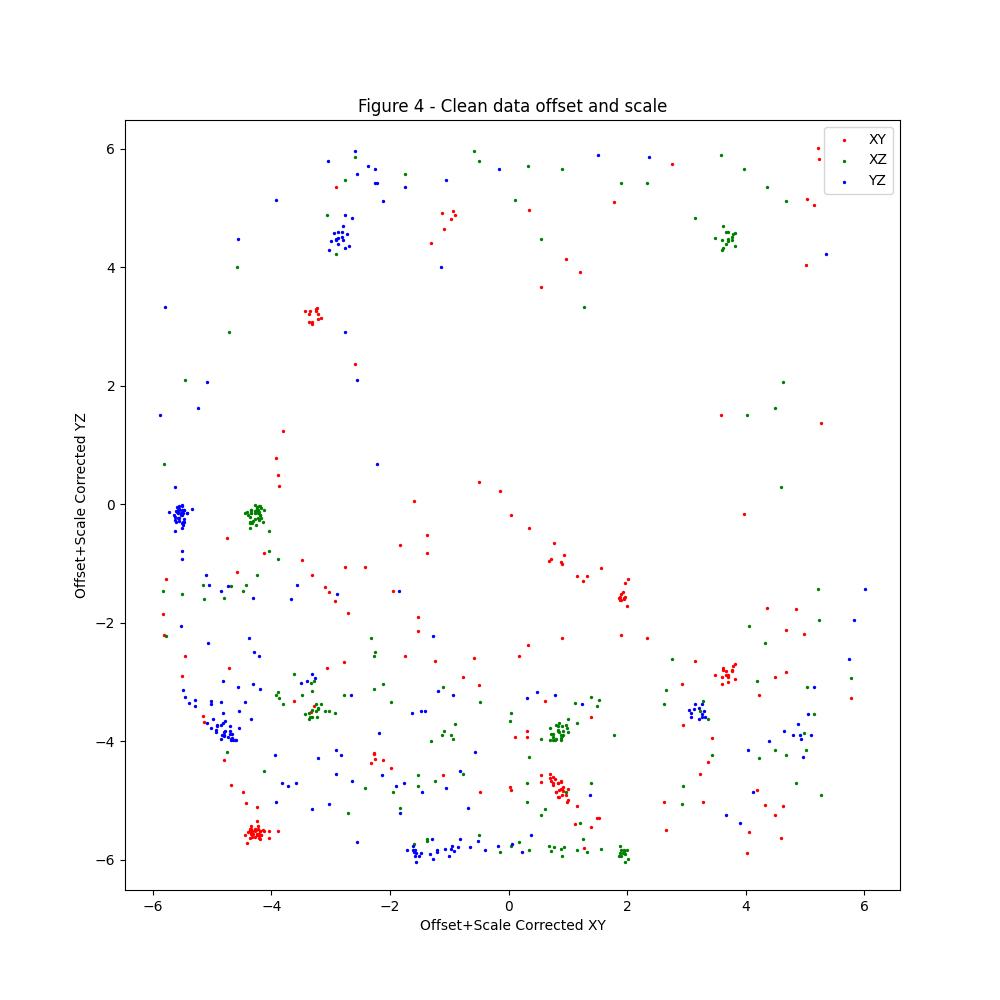 Figure 4 - Clean data offset and scale
XY
XZ
YZ
6
4
2
0
−2
−4
−6
Offset+Scale Corrected YZ
−6 −4 −2 0 2 4 6
Offset+Scale Corrected XY